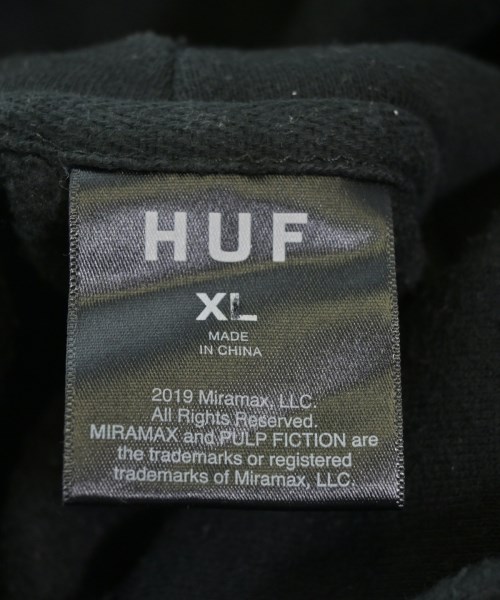 HUF
XL
MADE
IN CHINA
2019 Miramax, LLC.
All Rights Reserved.
MIRAMAX and PULP FICTION are
the trademarks or registered
trademarks of Miramax, LLC.